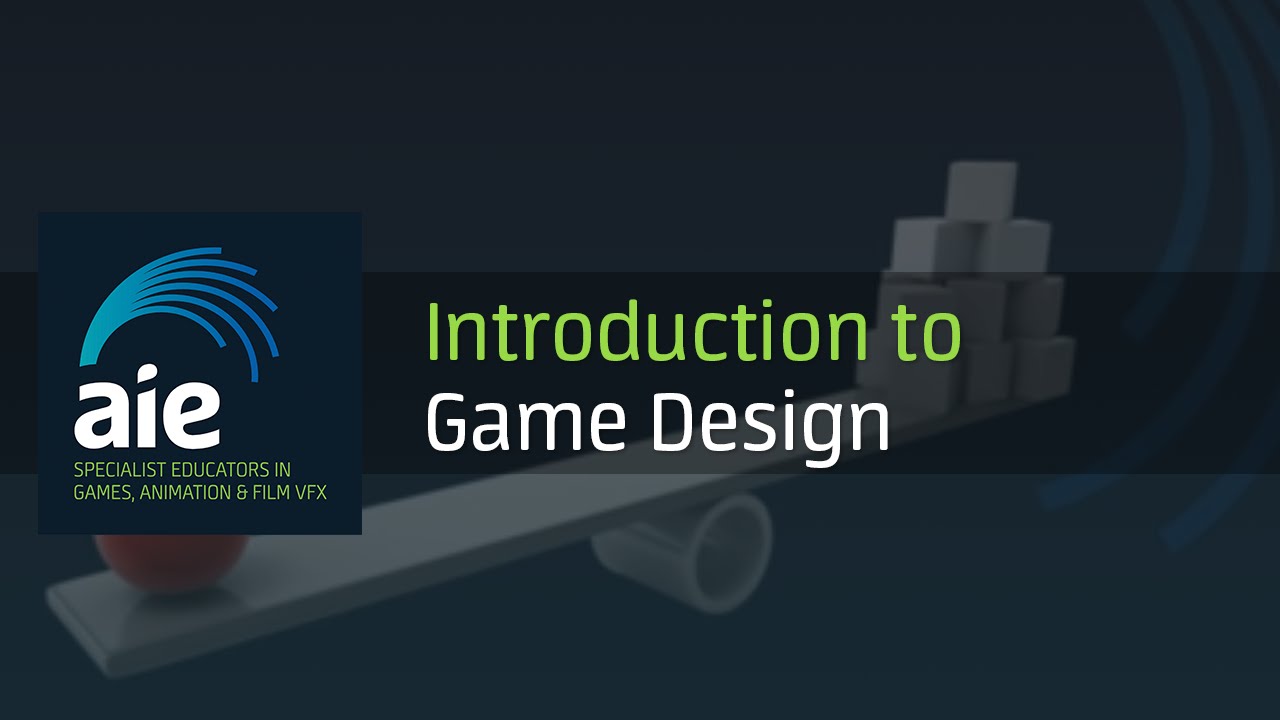 aie
SPECIALIST EDUCATORS IN
GAMES, ANIMATION & FILM VFX
Introduction to
Game Design